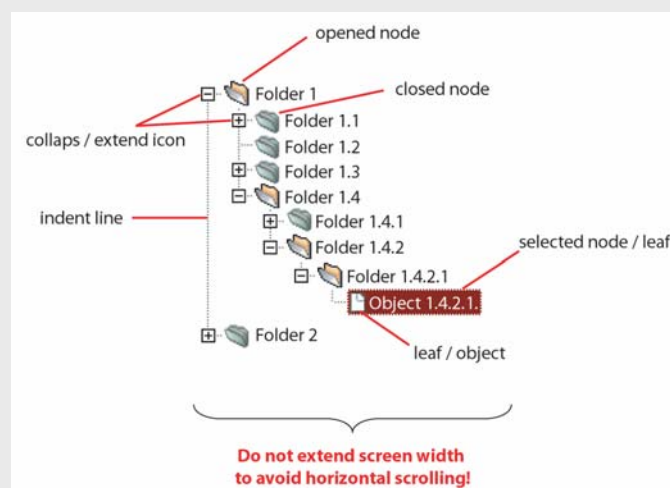 opened node
Folder 1
closed node
Folder 1.1
collaps / extend icon
Folder 1.2
Folder 1.3
Folder 1.4
indent line
Folder 1.4.1
selected node / leaf
Folder 1.4.2
Folder 1.4.2.1
Object 1.4.2.1.
Folder 2
leaf / object
Do not extend screen width
to avoid horizontal scrolling!